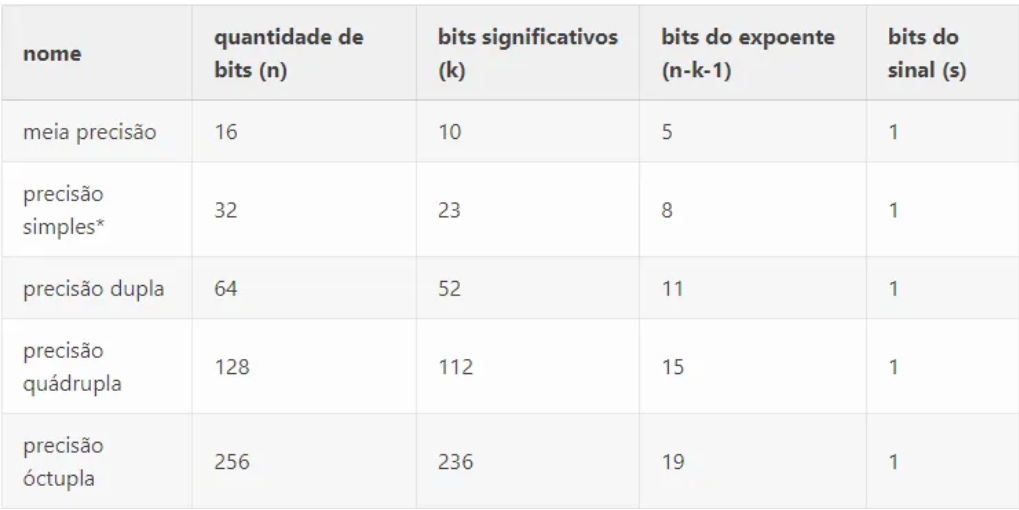 nome
quantidade de
bits (n)
bits significativos
(k)
bits do expoente
(n-k-1)
bits do
sinal (s)
meia precisão
16
10
5
1
precisão
simples*
32
23
8
1
precisão dupla
64
52
11
1
precisão
quádrupla
128
112
15
1
precisão
óctupla
256
236
19
1